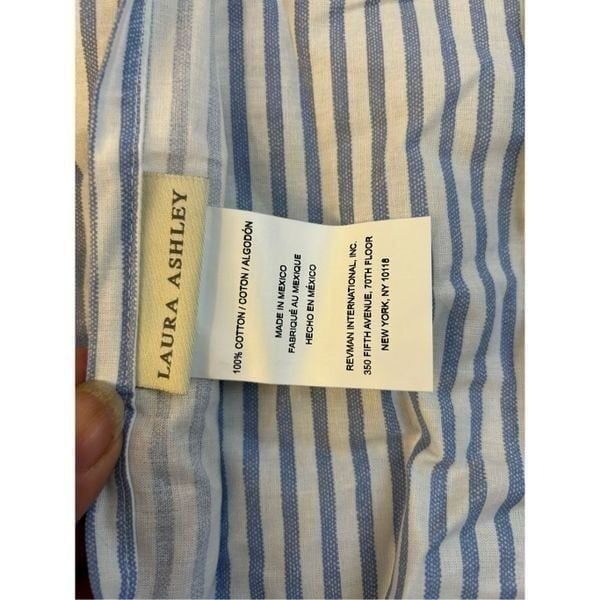 LAURA ASHLEY
100% COTTON / COTON / ALGODÓN
MADE IN MEXICO
FABRIQUÉ AU MEXIQUE
HECHO EN MÉXICO
REVMAN INTERNATIONAL, INC.
350 FIFTH AVENUE, 70TH FLOOR
NEW YORK, NY 10118